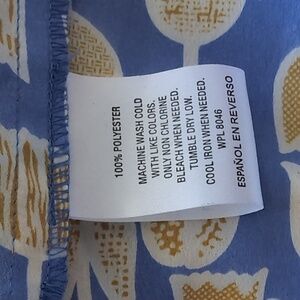 100% POLYESTER
MACHINE WASH COLD
WITH LIKE COLORS.
ONLY NON CHLORINE
BLEACH WHEN NEEDED.
TUMBLE DRY LOW.
COOL IRON WHEN NEEDED.
WPL 8046
ESPAÑOL EN REVERSO